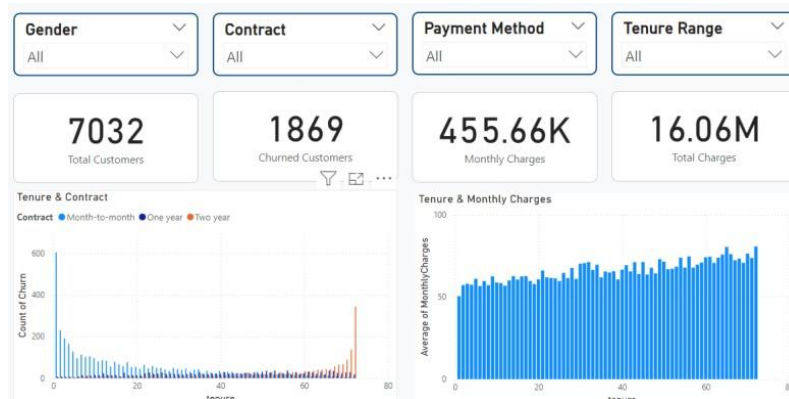 Gender
All
Contract
All
Payment Method
All
Tenure Range
All
7032
Total Customers
1869
Churned Customers
455.66K
Monthly Charges
16.06M
Total Charges
Tenure & Contract
Contract Month-to-month One year Two year
Count of Churn
600
400
200
0
0 20 40 60 80
tenure
Tenure & Monthly Charges
Average of MonthlyCharges
100
50
0
0 20 40 60
tenure